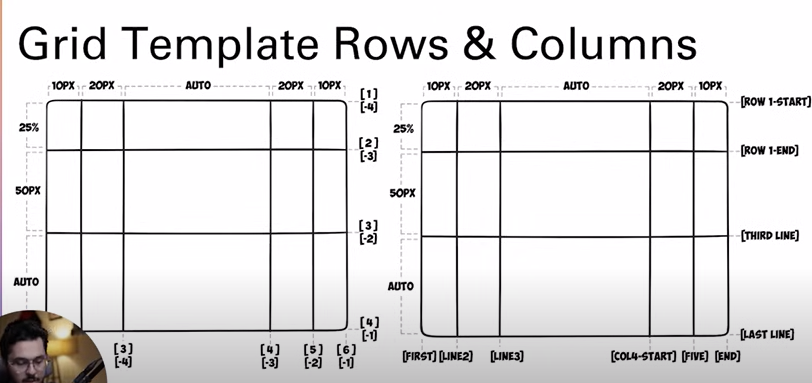 Grid Template Rows & Columns
10PX 20PX AUTO 20PX 10PX
25%
50PX
AUTO
[1]
[-4]
[2]
[-3]
[3]
[-2]
[4]
[-1]
[3] [4] [5] [6]
[-4] [-3] [-2] [-1]
10PX 20PX AUTO 20PX 10PX
25%
50PX
AUTO
[ROW 1-START]
[ROW 1-END]
[THIRD LINE]
[LAST LINE]
[FIRST] [LINE2] [LINE3] [COL4-START] [FIVE] [END]